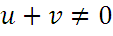 u + v ≠ 0